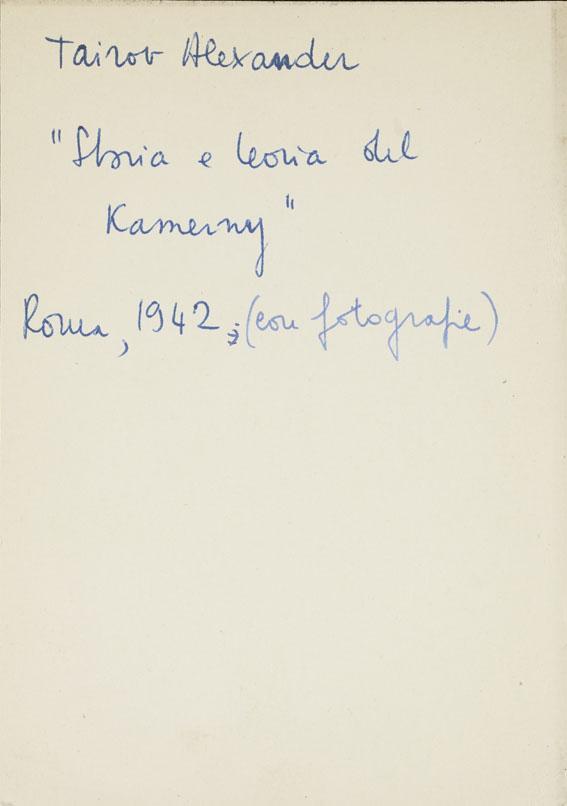 Tairov Alexander
"Storia e teoria del
Kamerny"
Roma, 1942; (con fotografie)